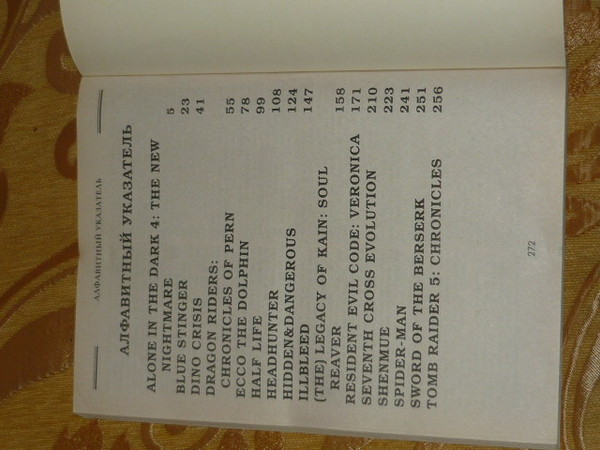 АЛФАВИТНЫЙ УКАЗАТЕЛЬ
АЛФАВИТНЫЙ УКАЗАТЕЛЬ
ALONE IN THE DARK 4: THE NEW
NIGHTMARE 5
BLUE STINGER 23
DINO CRISIS 41
DRAGON RIDERS:
CHRONICLES OF PERN 55
ECCO THE DOLPHIN 78
HALF LIFE 99
HEADHUNTER 108
HIDDEN&DANGEROUS 124
ILLBLEED 147
(THE) LEGACY OF KAIN: SOUL
REAVER 158
RESIDENT EVIL CODE: VERONICA 171
SEVENTH CROSS EVOLUTION 210
SHENMUE 223
SPIDER-MAN 241
SWORD OF THE BERSERK 251
TOMB RAIDER 5: CHRONICLES 256
272